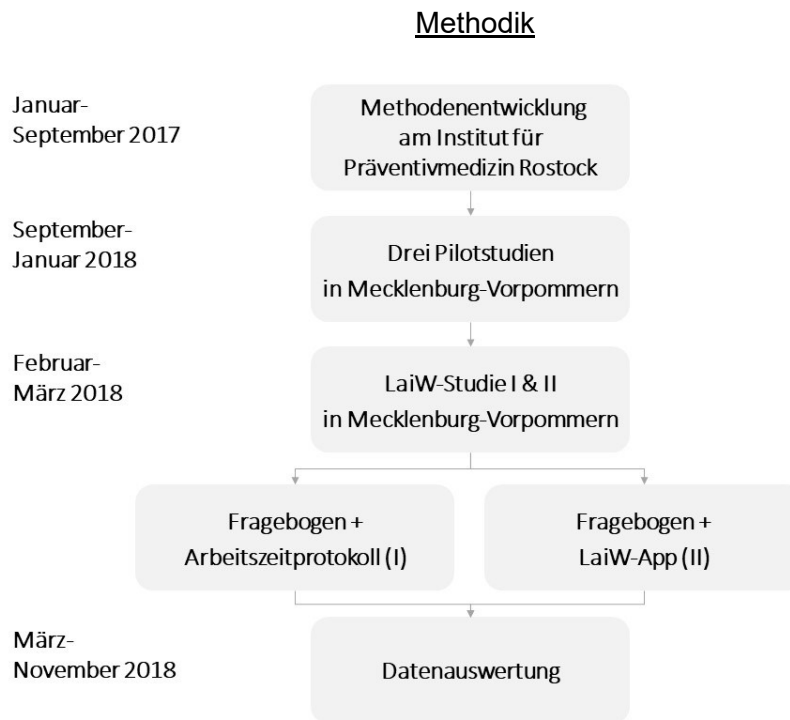 Methodik
Januar-
September 2017
Methodenentwicklung
am Institut für
Präventivmedizin Rostock
September-
Januar 2018
Drei Pilotstudien
in Mecklenburg-Vorpommern
Februar-
März 2018
LaiW-Studie I & II
in Mecklenburg-Vorpommern
Fragebogen +
Arbeitszeitprotokoll (I)
Fragebogen +
LaiW-App (II)
März-
November 2018
Datenauswertung